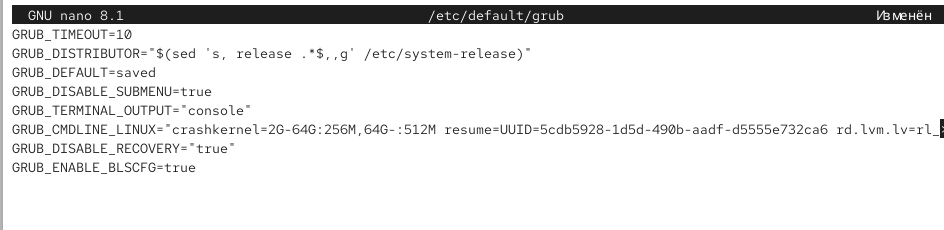 GNU nano 8.1 /etc/default/grub Изменён
GRUB_TIMEOUT=10
GRUB_DISTRIBUTOR="$(sed 's, release .*$,,g' /etc/system-release)"
GRUB_DEFAULT=saved
GRUB_DISABLE_SUBMENU=true
GRUB_TERMINAL_OUTPUT="console"
GRUB_CMDLINE_LINUX="crashkernel=2G-64G:256M,64G-:512M resume=UUID=5cdb5928-1d5d-490b-aadf-d5555e732ca6 rd.lvm.lv=rl_>
GRUB_DISABLE_RECOVERY="true"
GRUB_ENABLE_BLSCFG=true